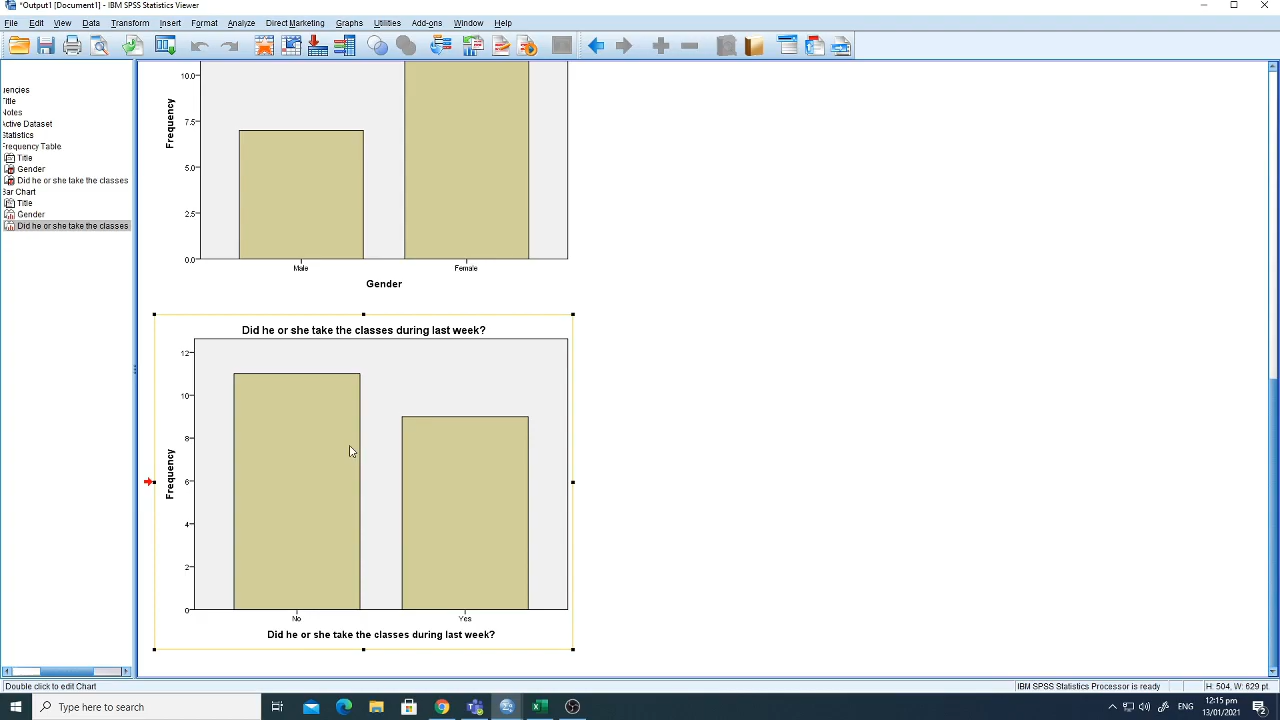 *Output1 [Document1] - IBM SPSS Statistics Viewer
File Edit View Data Transform Insert Format Analyze Direct Marketing Graphs Utilities Add-ons Window Help
uencies
Title
Notes
Active Dataset
Statistics
Frequency Table
Title
Gender
Did he or she take the classes
Bar Chart
Title
Gender
Did he or she take the classes
10.0
7.5
5.0
2.5
0.0
Frequency
Male Female
Gender
Did he or she take the classes during last week?
12
10
8
6
4
2
0
Frequency
No Yes
Did he or she take the classes during last week?
Double click to edit Chart
IBM SPSS Statistics Processor is ready
H: 504, W: 629 pt.
Type here to search
ENG
12:15 pm
13/01/2021
2